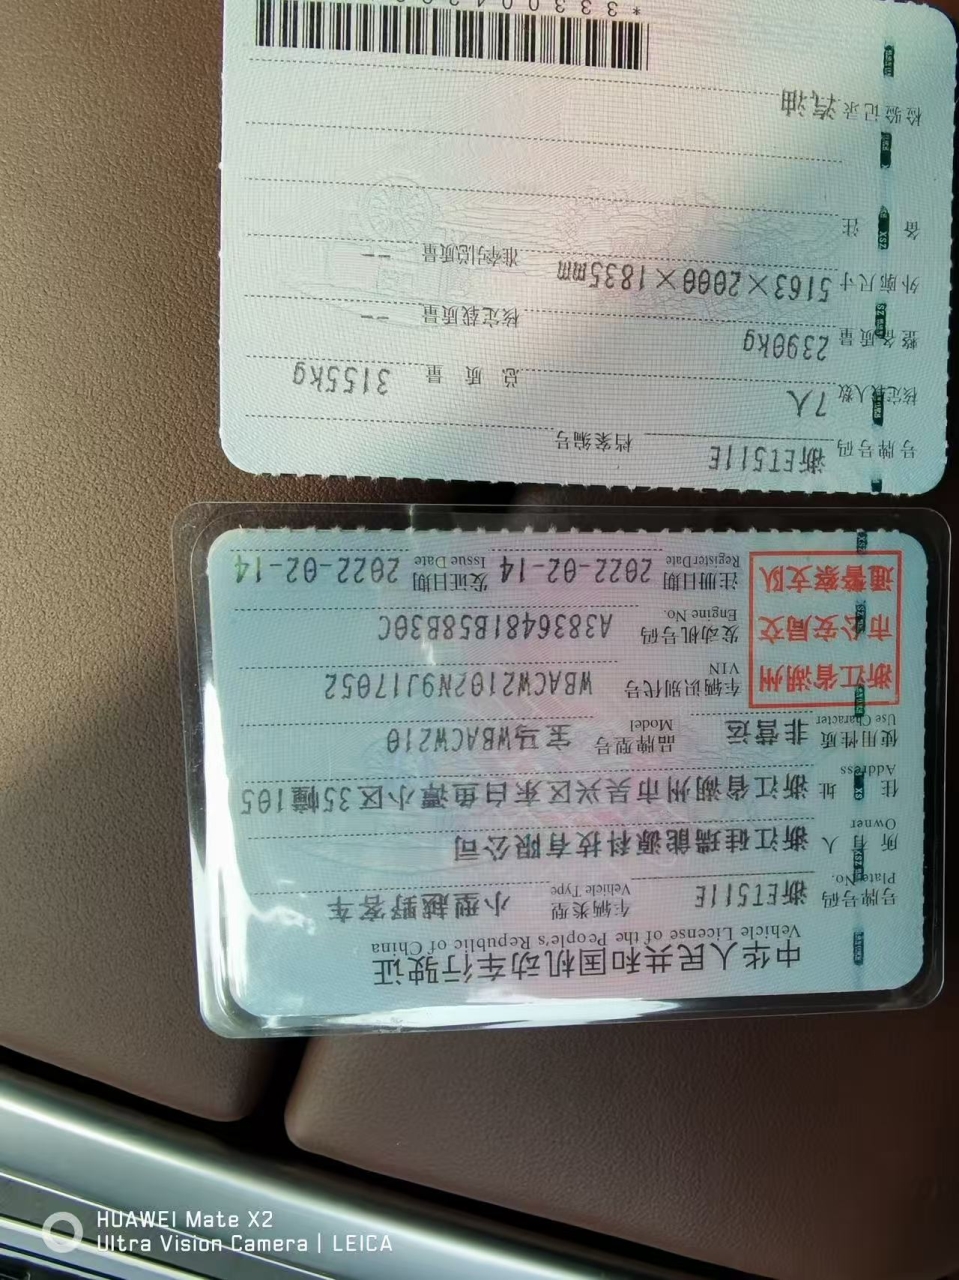 中华人民共和国机动车行驶证
Vehicle License of the People's Republic of China
号牌号码 浙ET511E 车辆类型 小型越野客车
Plate No. Vehicle Type
所有人 浙江硅瑞能源科技有限公司
Owner
住址 浙江省湖州市吴兴区东白鱼潭小区35幢105
Address
使用性质 非营运 品牌型号 宝马WBACW210
Use Character Model
浙江省湖州
市公安局交
通警察支队
车辆识别代号 WBACW2102N9J17052
VIN
发动机号码 A3836481B58B30C
Engine No.
注册日期 2022-02-14 发证日期 2022-02-14
Register Date Issue Date
号牌号码 浙ET511E 档案编号
核定载人数 7人 总质量 3155kg
整备质量 2390kg 核定载质量 --
外廓尺寸 5163×2000×1835mm 准牵引总质量 --
备注
检验记录 汽油
HUAWEI Mate X2
Ultra Vision Camera | LEICA